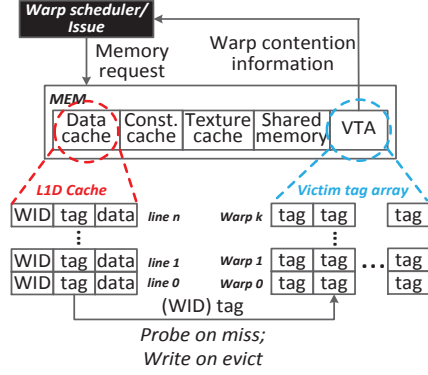 Warp scheduler/
Issue
Memory
request
Warp contention
information
MEM
Data
cache
Const.
cache
Texture
cache
Shared
memory
VTA
L1D Cache
Victim tag array
WID tag data line n Warp k tag tag tag
WID tag data line 1 Warp 1 tag tag tag
WID tag data line 0 Warp 0 tag tag tag
(WID) tag
Probe on miss;
Write on evict